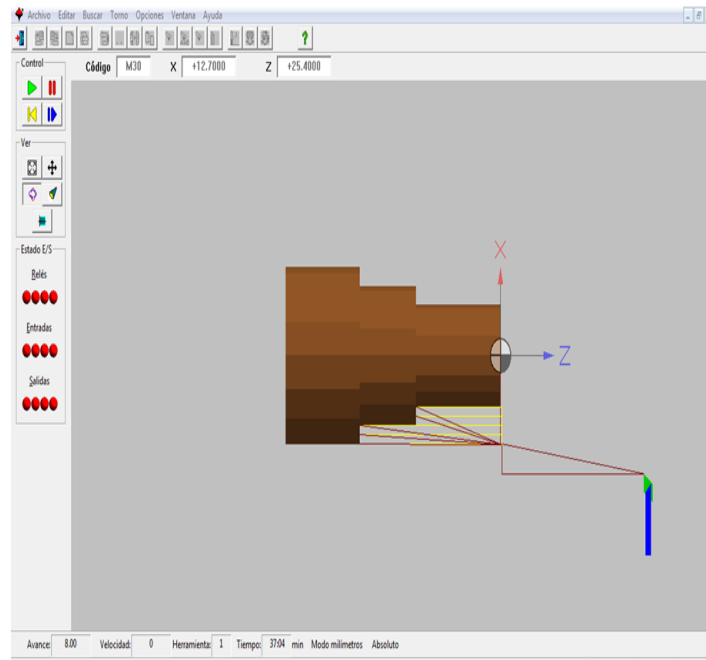 Archivo Editar Buscar Torno Opciones Ventana Ayuda
?
Control
Código M30 X +12.7000 Z +25.4000
Ver
Estado E/S
Relés
Entradas
Salidas
X
Z
Avance: 8.00 Velocidad: 0 Herramienta: 1 Tiempo: 37:04 min Modo milímetros Absoluto